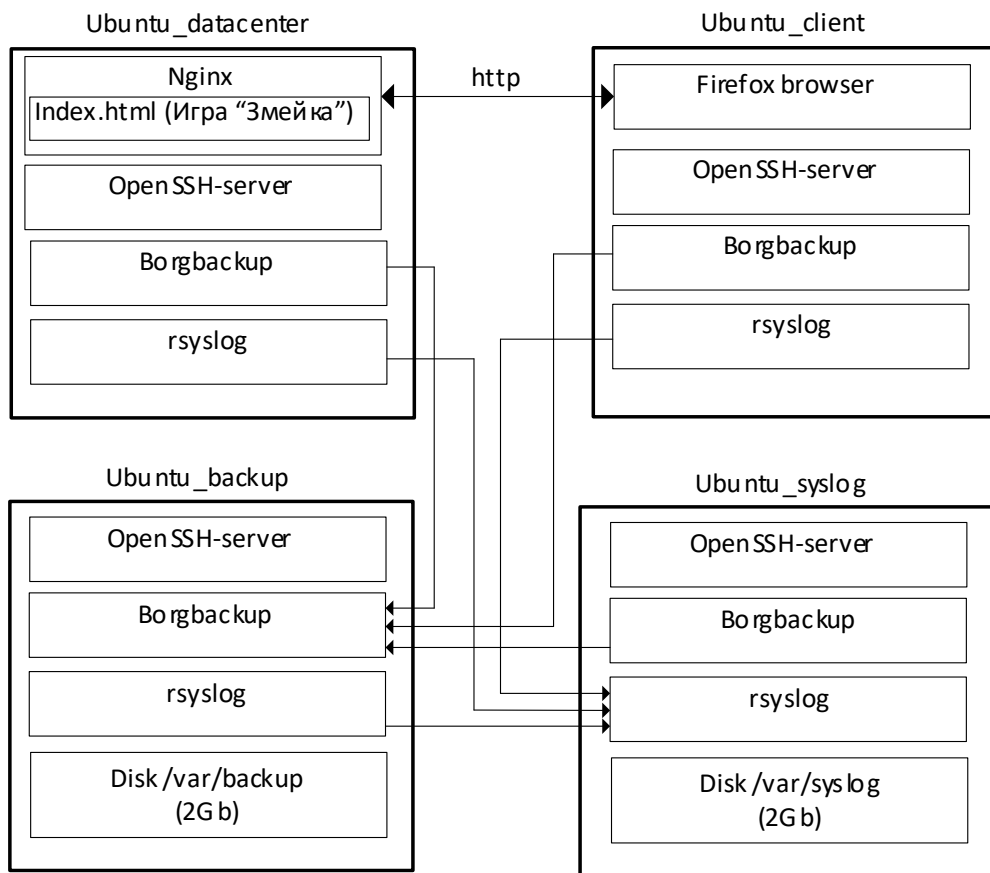 Ubuntu_datacenter
Nginx
Index.html (Игра “Змейка”)
OpenSSH-server
Borgbackup
rsyslog
http
Ubuntu_client
Firefox browser
OpenSSH-server
Borgbackup
rsyslog
Ubuntu_backup
OpenSSH-server
Borgbackup
rsyslog
Disk /var/backup
(2Gb)
Ubuntu_syslog
OpenSSH-server
Borgbackup
rsyslog
Disk /var/syslog
(2Gb)